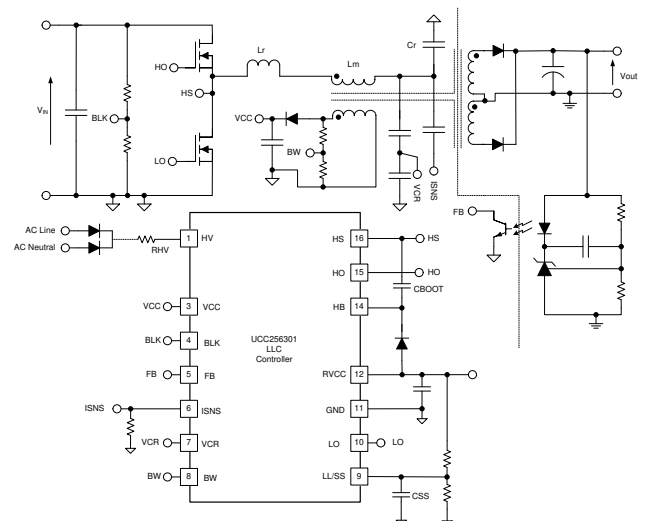 Lr
Lm
Cr
HO
HS
LO
VIN
BLK
VCC
BW
VCR
ISNS
Vout
FB
AC Line
AC Neutral
RHV
1
HV
3
VCC
VCC
4
BLK
BLK
5
FB
FB
6
ISNS
ISNS
7
VCR
VCR
8
BW
BW
UCC256301
LLC
Controller
HS
16
HS
HO
15
HO
CBOOT
HB
14
RVCC
12
GND
11
LO
10
LO
LL/SS
9
CSS